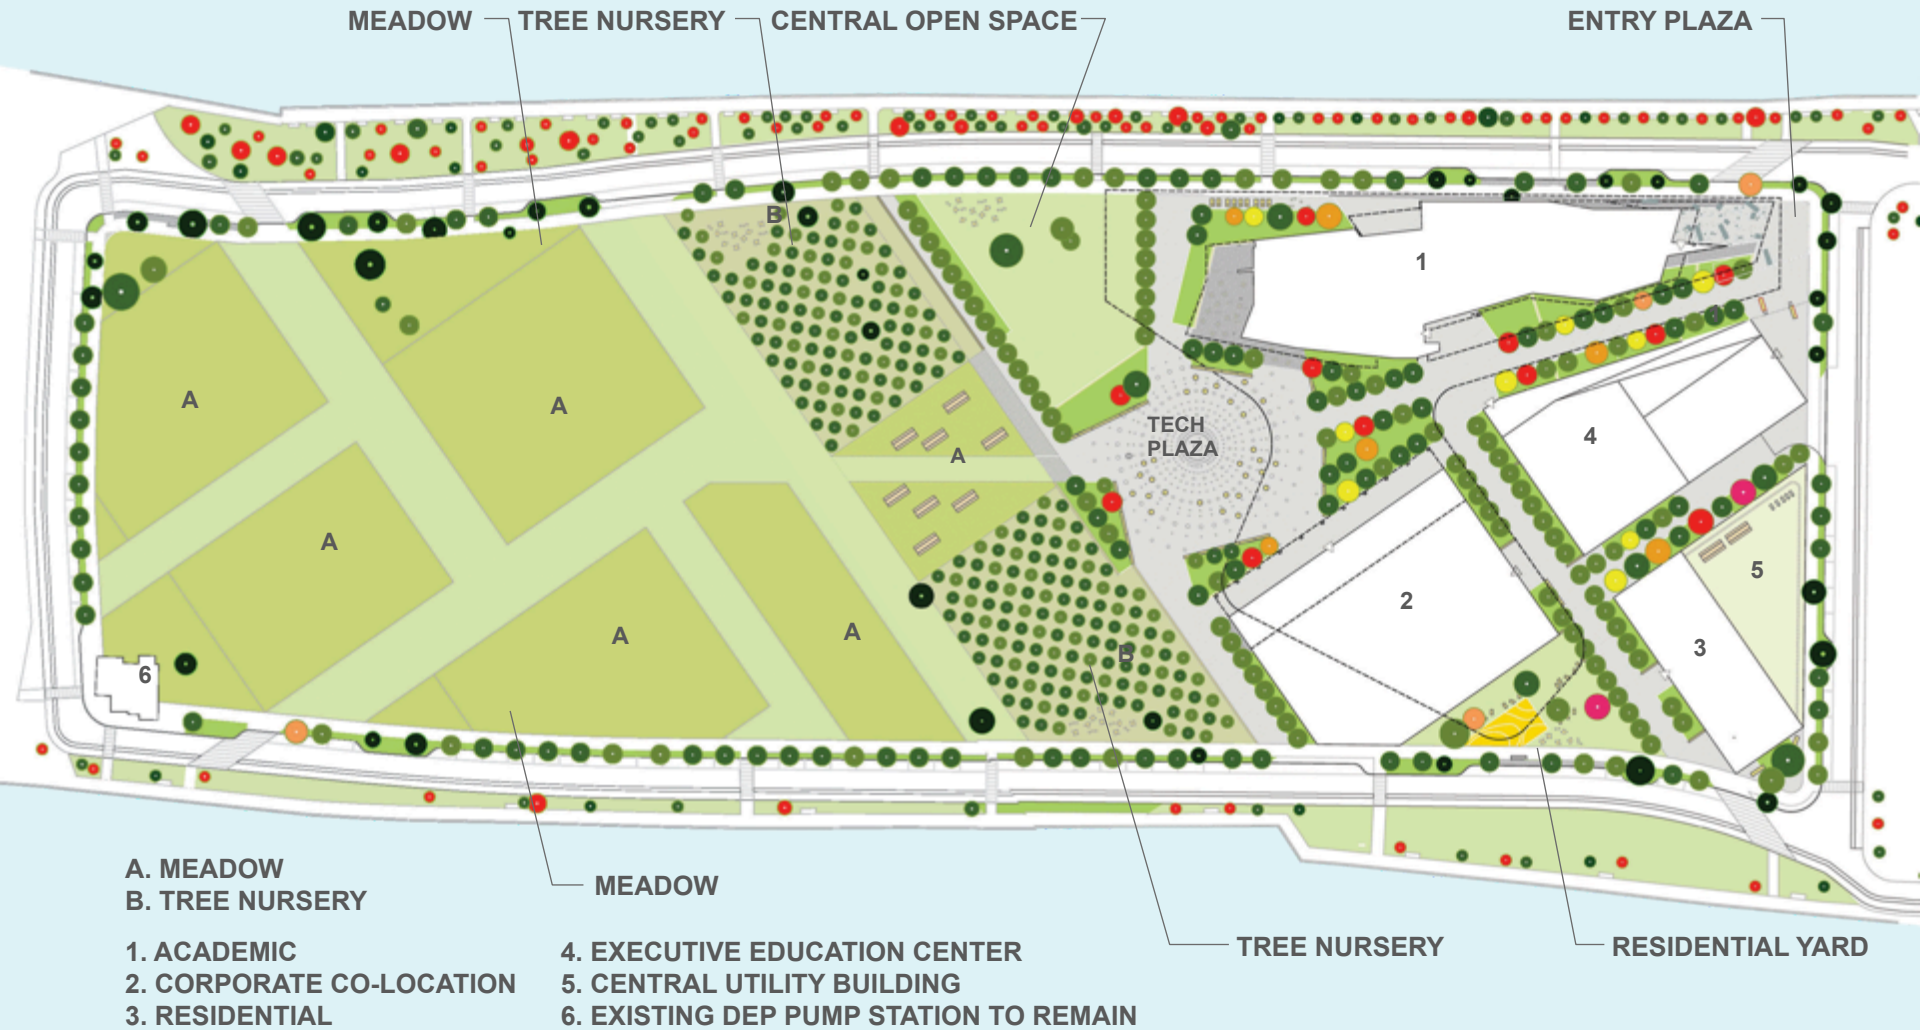 MEADOW
TREE NURSERY
CENTRAL OPEN SPACE
ENTRY PLAZA
B
1
A
A
TECH
PLAZA
4
A
A
5
2
A
A
B
3
6
A. MEADOW
B. TREE NURSERY
MEADOW
1. ACADEMIC
2. CORPORATE CO-LOCATION
3. RESIDENTIAL
4. EXECUTIVE EDUCATION CENTER
5. CENTRAL UTILITY BUILDING
6. EXISTING DEP PUMP STATION TO REMAIN
TREE NURSERY
RESIDENTIAL YARD